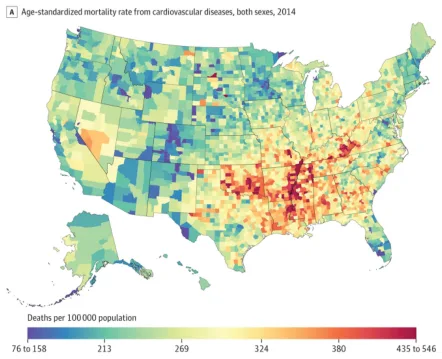 A Age-standardized mortality rate from cardiovascular diseases, both sexes, 2014
Deaths per 100 000 population
76 to 158 213 269 324 380 435 to 546